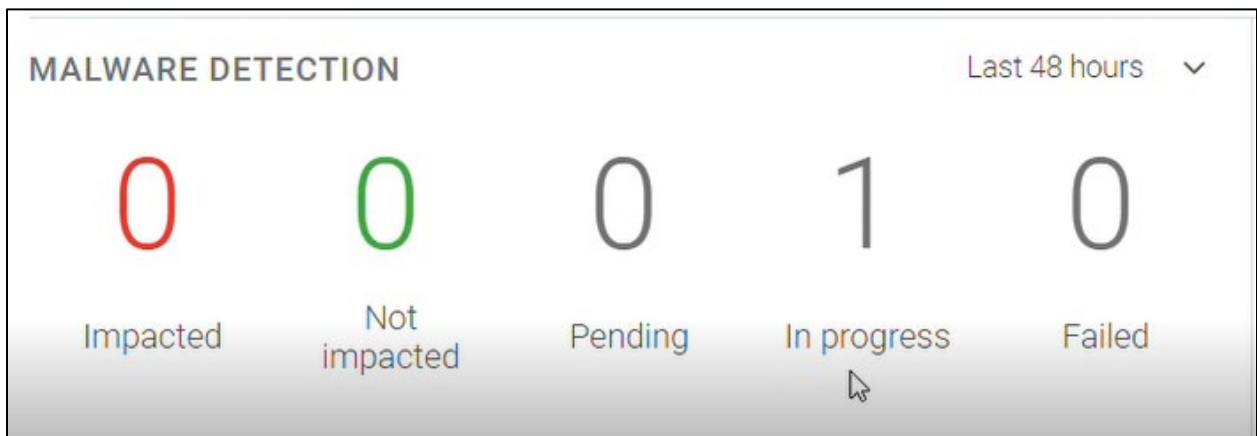 MALWARE DETECTION
Last 48 hours
0
0
0
1
0
Impacted
Not
impacted
Pending
In progress
Failed